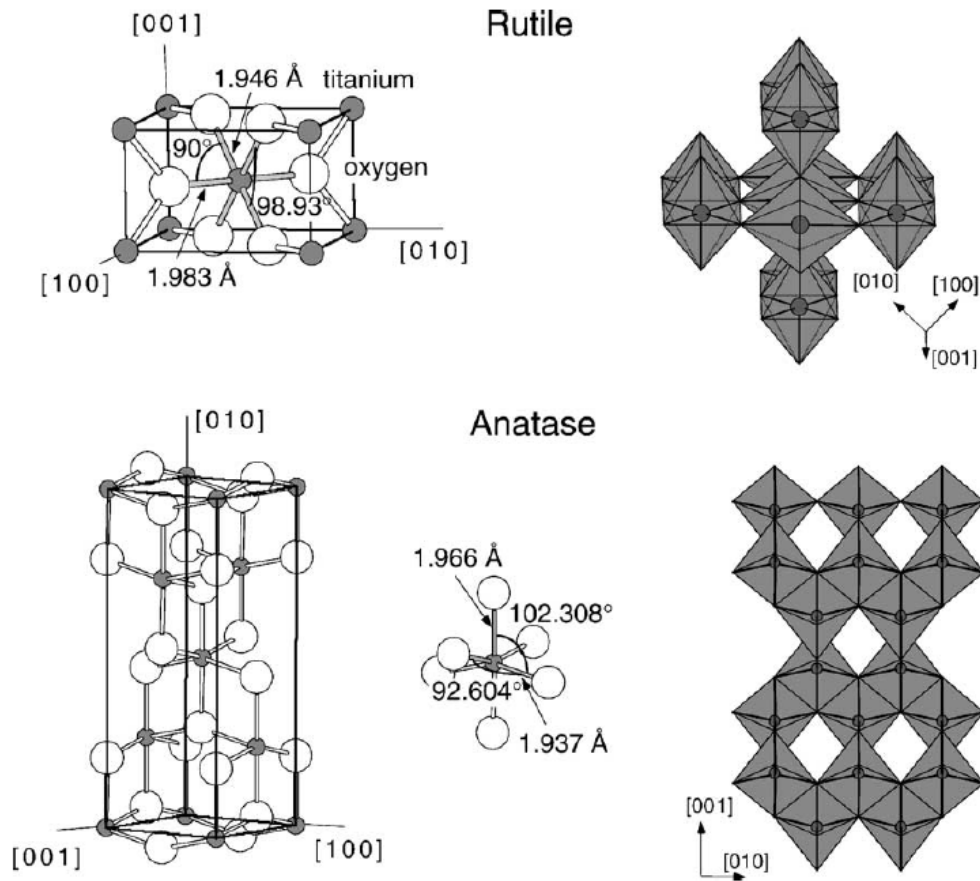 Rutile
[001]
1.946 Å
titanium
90°
oxygen
98.93°
[010]
[100]
1.983 Å
[010]
[100]
[001]
Anatase
[010]
1.966 Å
102.308°
92.604°
1.937 Å
[001]
[100]
[001]
[010]